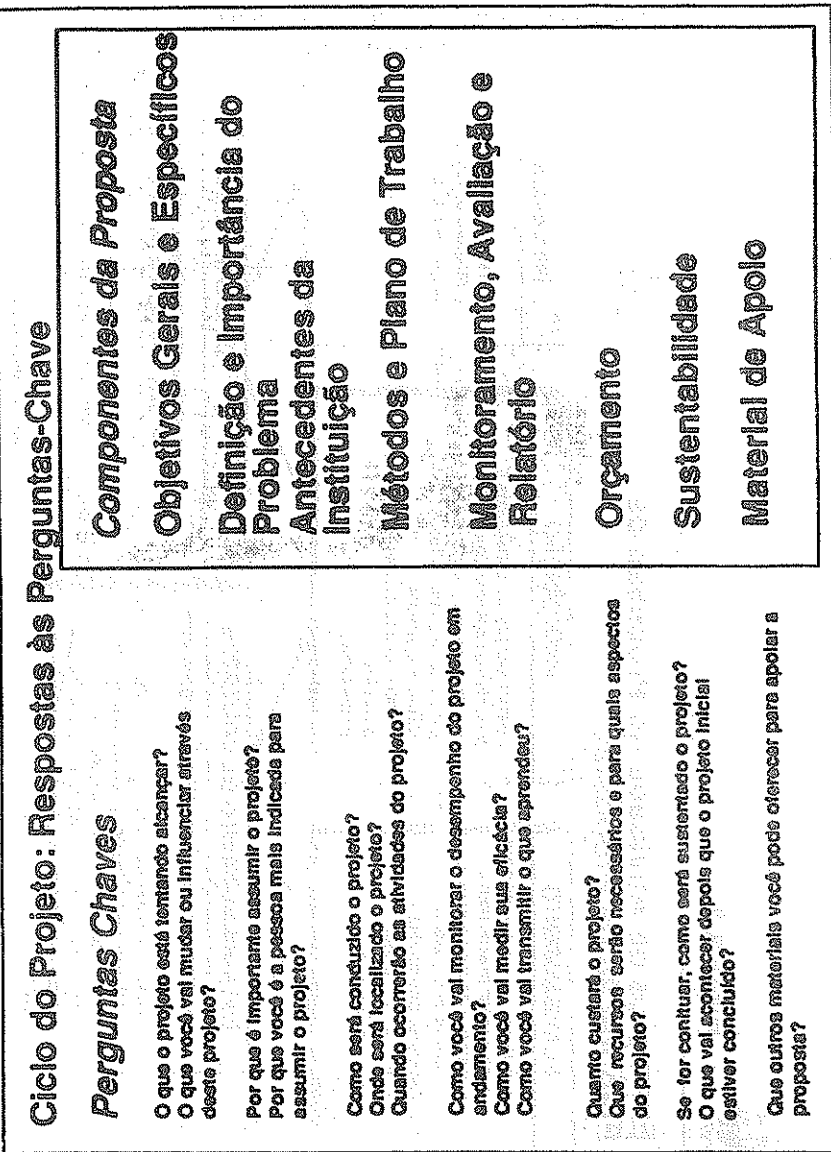 Ciclo do Projeto: Respostas às Perguntas-Chave
Perguntas Chaves
O que o projeto está tentando alcançar?
O que você vai mudar ou influenciar através
deste projeto?
Por que é importante assumir o projeto?
Por que você é a pessoa mais indicada para
assumir o projeto?
Como será conduzido o projeto?
Onde será localizado o projeto?
Quando ocorrerão as atividades do projeto?
Como você vai monitorar o desempenho do projeto em
andamento?
Como você vai medir sua eficácia?
Como você vai transmitir o que aprendeu?
Quanto custará o projeto?
Que recursos serão necessários e para quais aspectos
do projeto?
Se for contiuar, como será sustentado o projeto?
O que vai acontecer depois que o projeto inicial
estiver concluído?
Que outros materiais você pode oferecer para apoiar a
proposta?
Componentes da Proposta
Objetivos Gerais e Específicos
Definição e Importância do
Problema
Antecedentes da
Instituição
Métodos e Plano de Trabalho
Monitoramento, Avaliação e
Relatório
Orçamento
Sustentabilidade
Material de Apoio